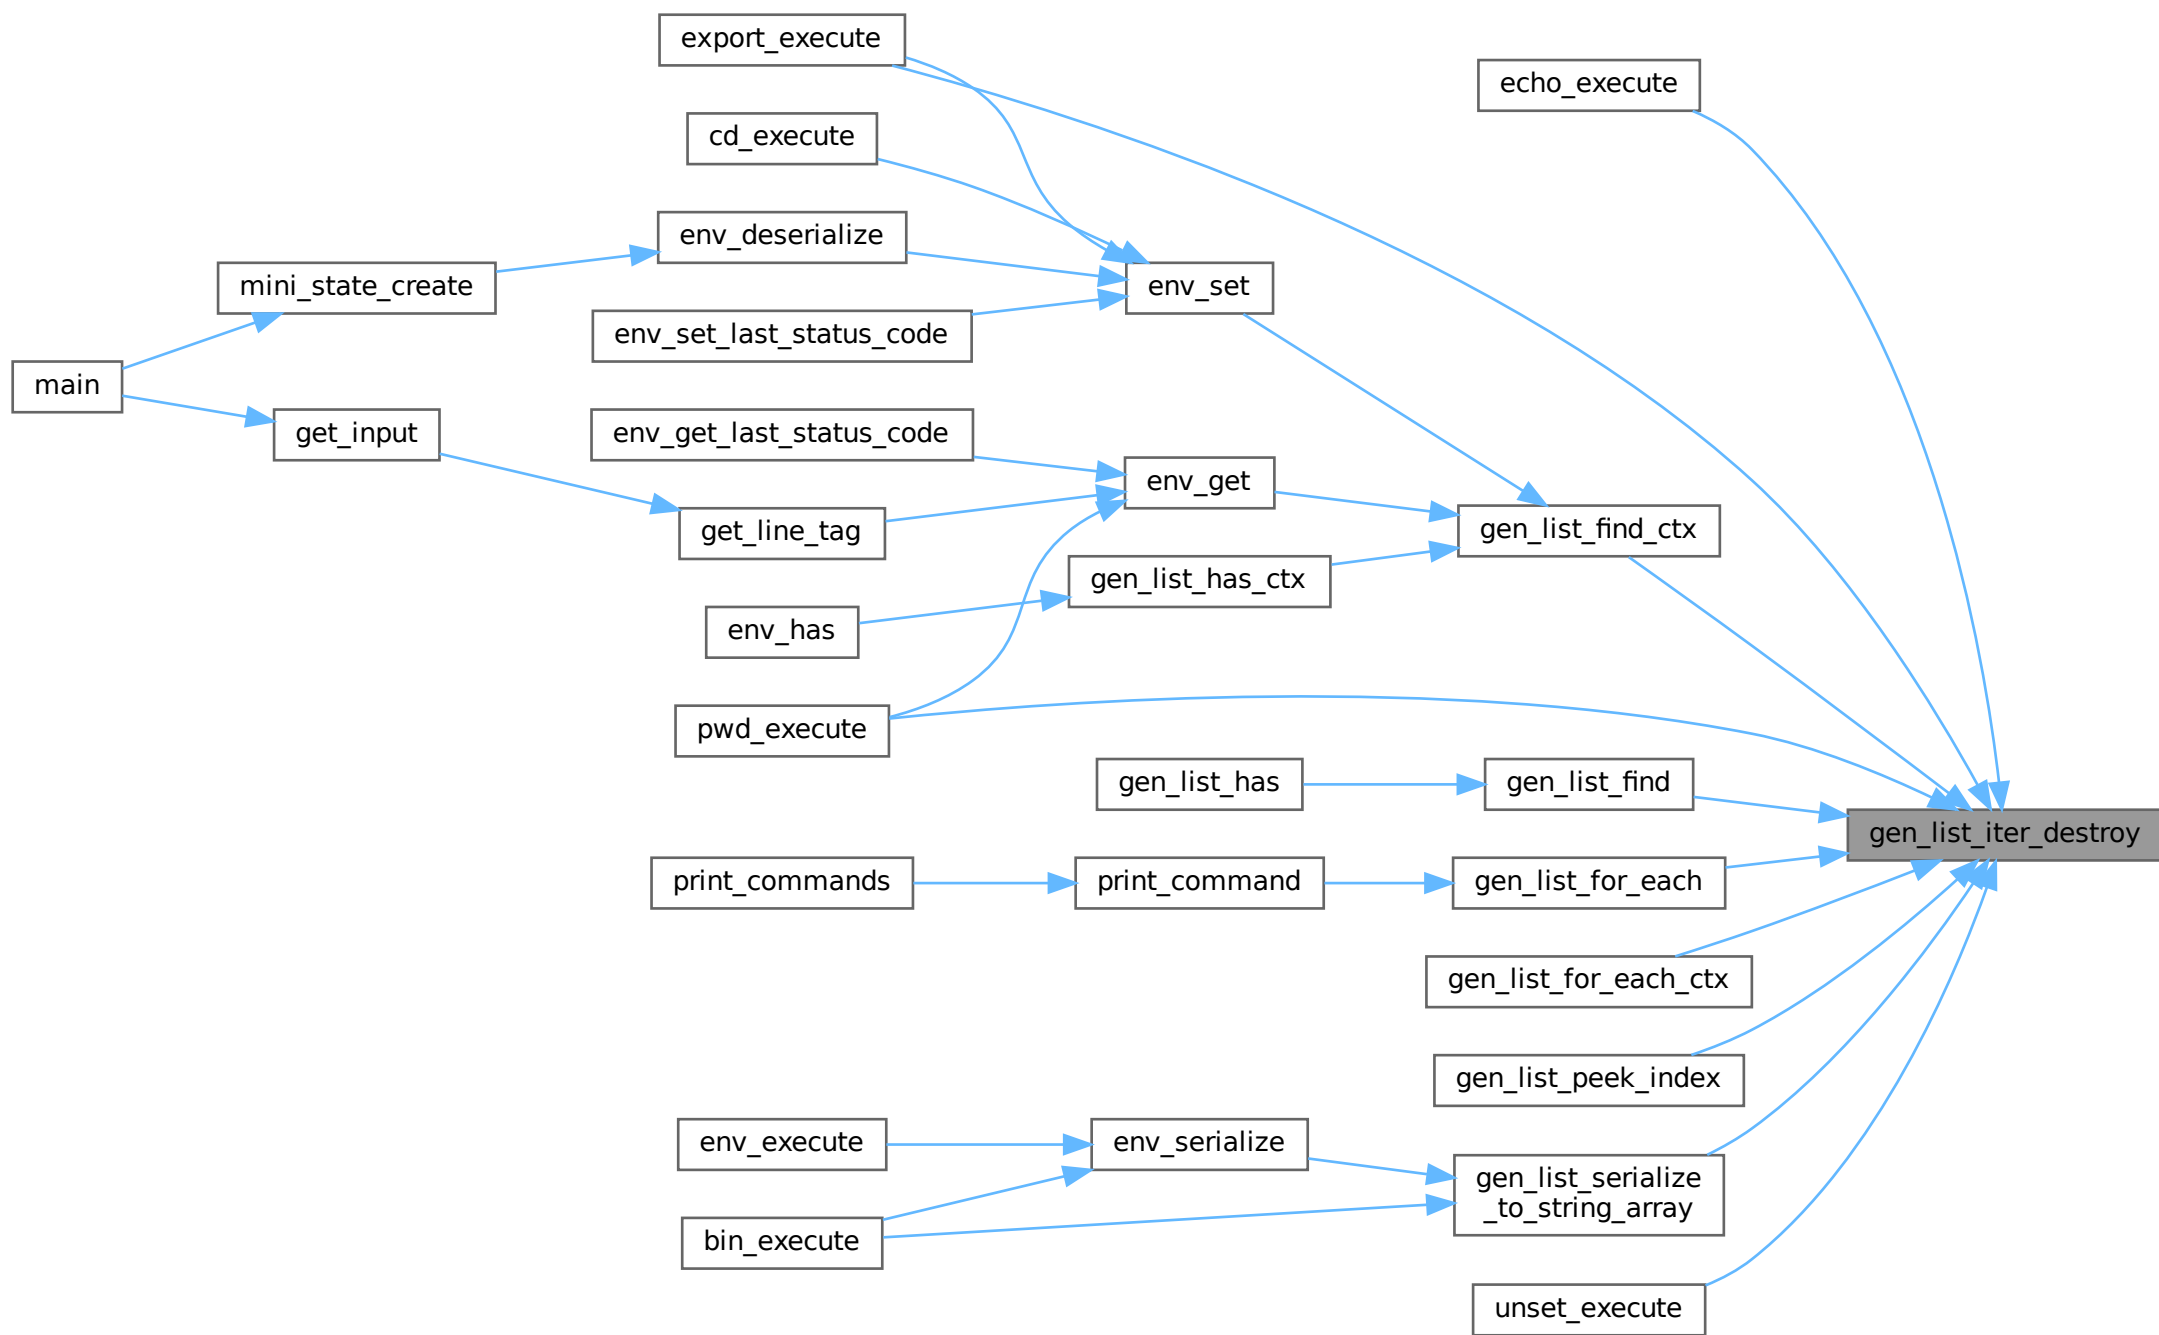 export_execute
echo_execute
cd_execute
env_deserialize
mini_state_create
env_set
env_set_last_status_code
main
get_input
env_get_last_status_code
env_get
get_line_tag
gen_list_find_ctx
gen_list_has_ctx
env_has
pwd_execute
gen_list_has
gen_list_find
gen_list_iter_destroy
print_commands
print_command
gen_list_for_each
gen_list_for_each_ctx
gen_list_peek_index
env_execute
env_serialize
gen_list_serialize
_to_string_array
bin_execute
unset_execute